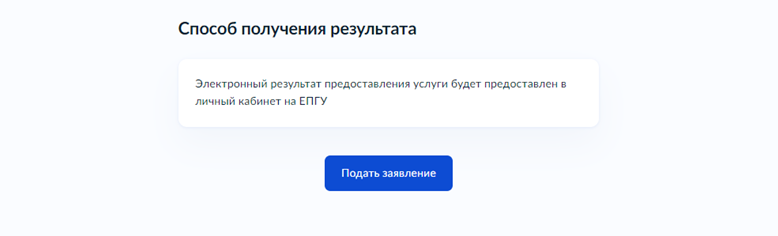 Способ получения результата
Электронный результат предоставления услуги будет предоставлен в
личный кабинет на ЕПГУ
Подать заявление